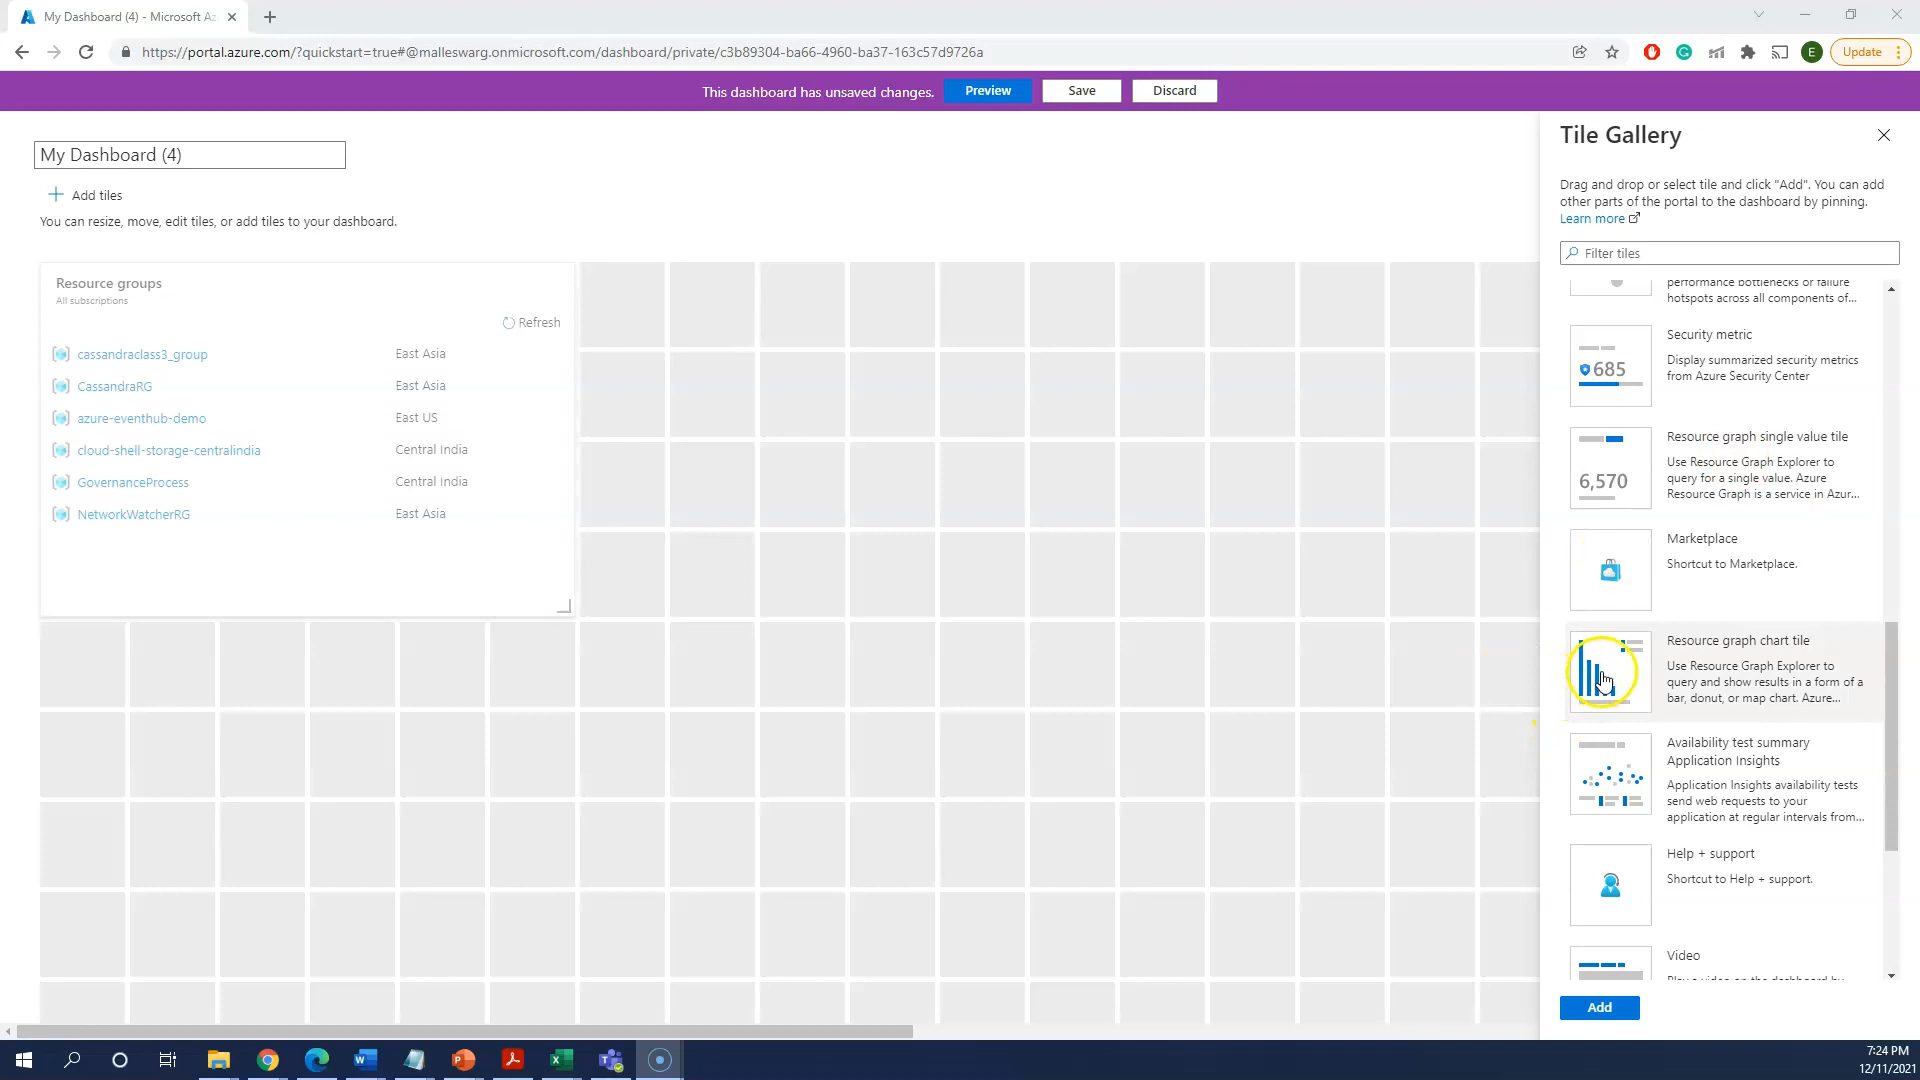 My Dashboard (4) - Microsoft Az
https://portal.azure.com/?quickstart=true#@malleswarg.onmicrosoft.com/dashboard/private/c3b89304-ba66-4960-ba37-163c57d9726a
E
Update
This dashboard has unsaved changes.
Preview
Save
Discard
My Dashboard (4)
Add tiles
You can resize, move, edit tiles, or add tiles to your dashboard.
Resource groups
All subscriptions
Refresh
cassandraclass3_group East Asia
CassandraRG East Asia
azure-eventhub-demo East US
cloud-shell-storage-centralindia Central India
GovernanceProcess Central India
NetworkWatcherRG East Asia
Tile Gallery
Drag and drop or select tile and click "Add". You can add
other parts of the portal to the dashboard by pinning.
Learn more
Filter tiles
performance bottlenecks or failure
hotspots across all components of...
685
Security metric
Display summarized security metrics
from Azure Security Center
6,570
Resource graph single value tile
Use Resource Graph Explorer to
query for a single value. Azure
Resource Graph is a service in Azur...
Marketplace
Shortcut to Marketplace.
Resource graph chart tile
Use Resource Graph Explorer to
query and show results in a form of a
bar, donut, or map chart. Azure...
Availability test summary
Application Insights
Application Insights availability tests
send web requests to your
application at regular intervals from...
Help + support
Shortcut to Help + support.
Video
Add
7:24 PM
12/11/2021